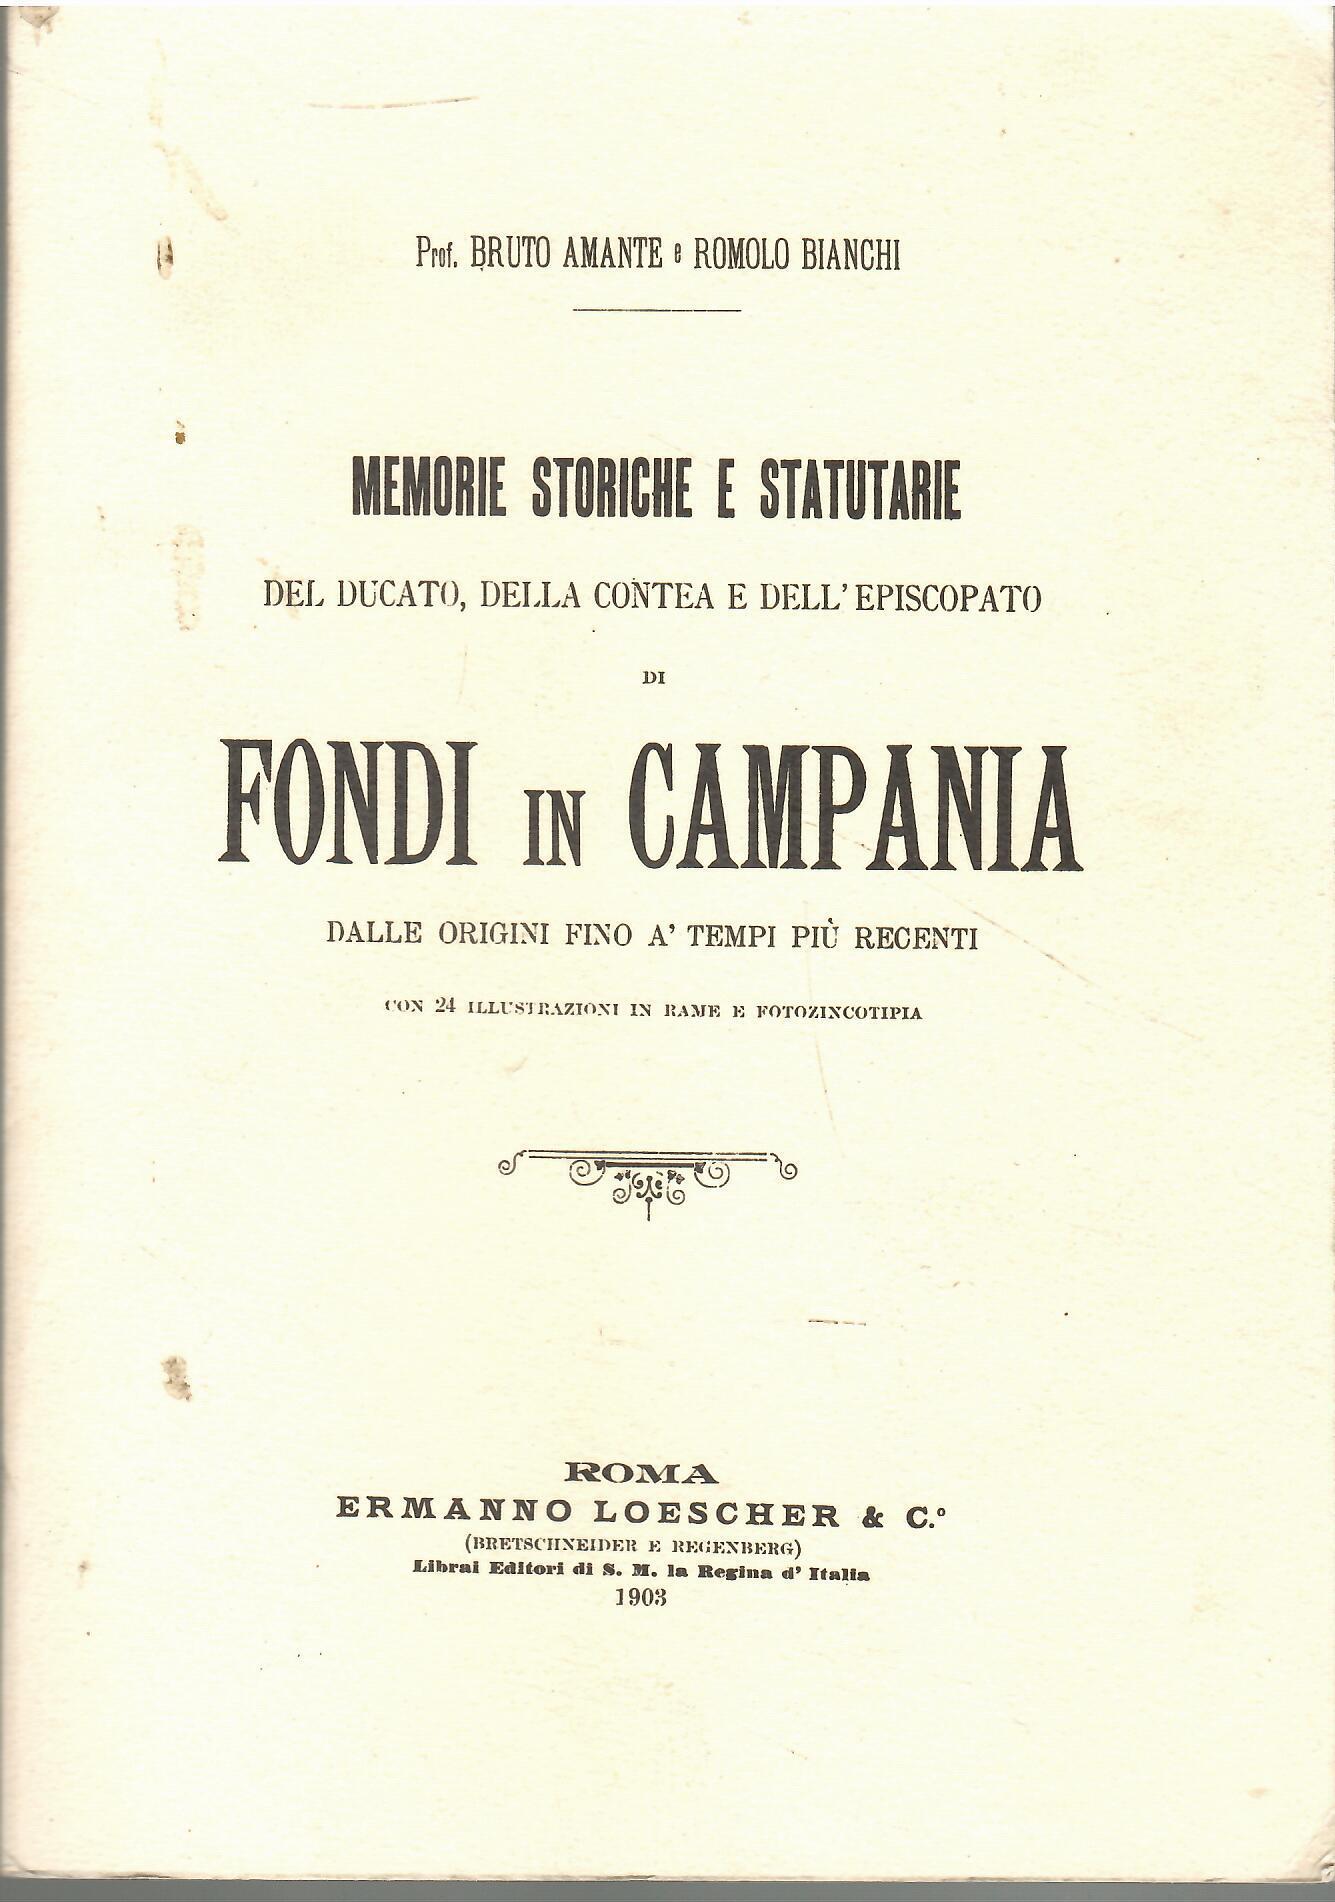 Prof. BRUTO AMANTE e ROMOLO BIANCHI
MEMORIE STORICHE E STATUTARIE
DEL DUCATO, DELLA CONTEA E DELL' EPISCOPATO
DI
FONDI IN CAMPANIA
DALLE ORIGINI FINO A' TEMPI PIÙ RECENTI
CON 24 ILLUSTRAZIONI IN RAME E FOTOZINCOTIPIA
ROMA
ERMANNO LOESCHER & C.º
(BRETSCHNEIDER E REGENBERG)
Librai Editori di S. M. la Regina d' Italia
1903